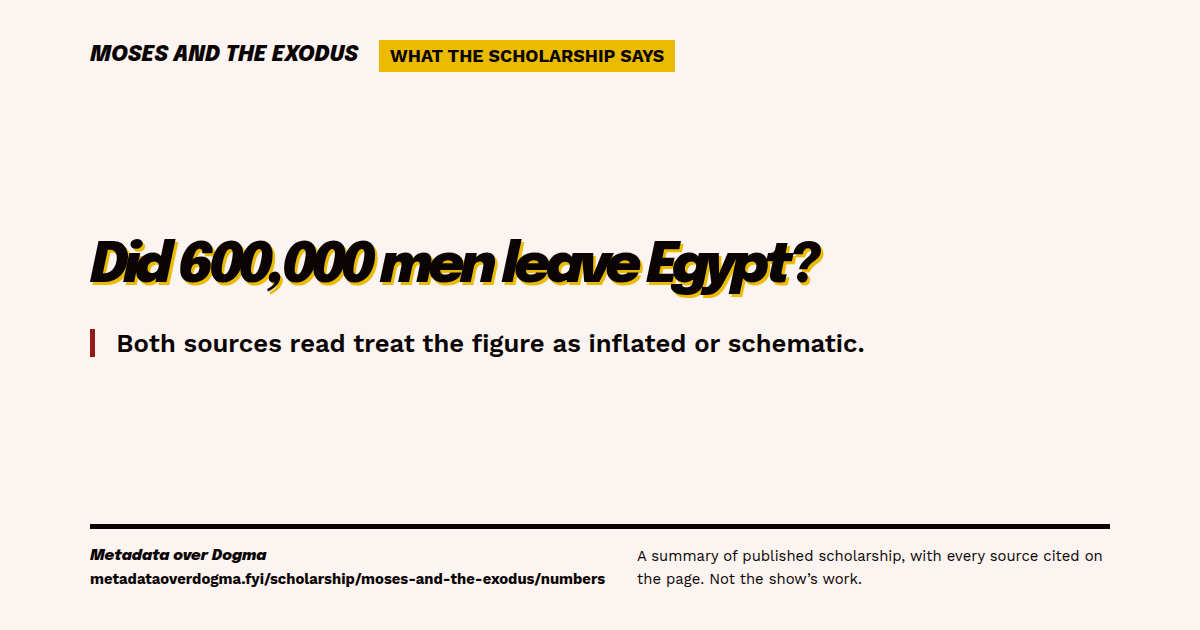 MOSES AND THE EXODUS
WHAT THE SCHOLARSHIP SAYS
Did 600,000 men leave Egypt?
Both sources read treat the figure as inflated or schematic.
Metadata over Dogma
metadataoverdogma.fyi/scholarship/moses-and-the-exodus/numbers
A summary of published scholarship, with every source cited on
the page. Not the show’s work.